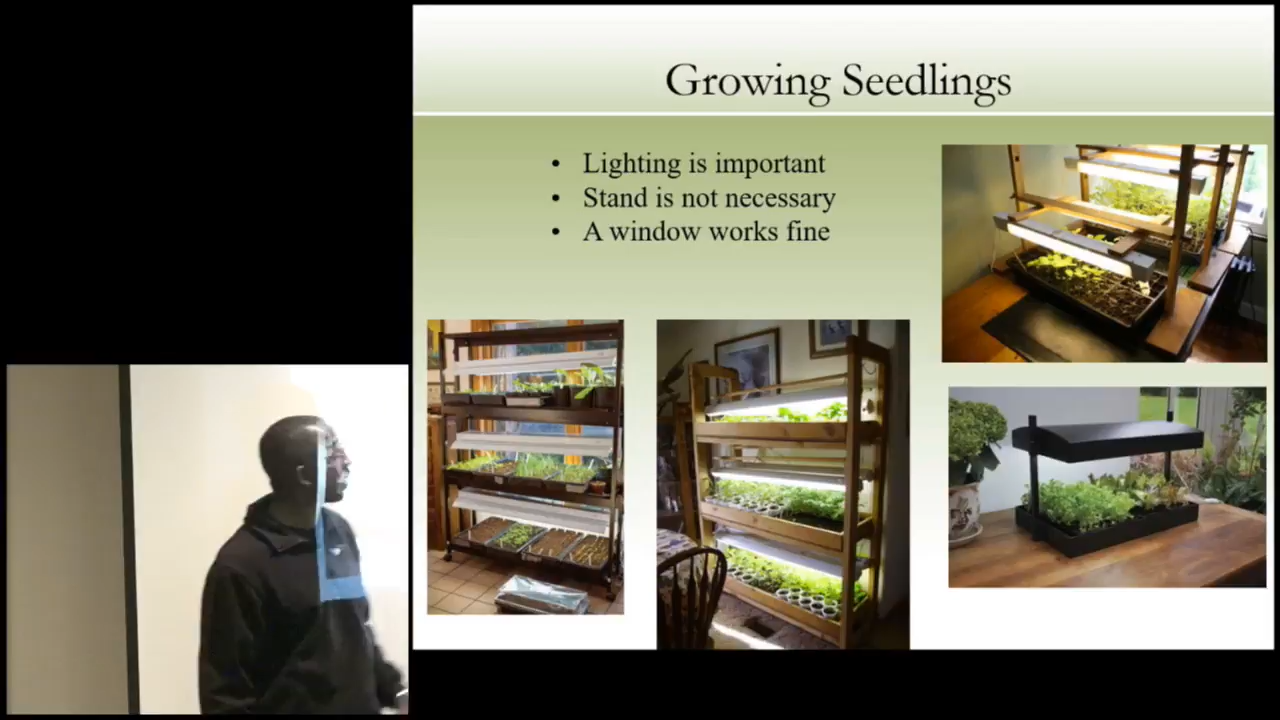 Growing Seedlings
• Lighting is important
• Stand is not necessary
• A window works fine